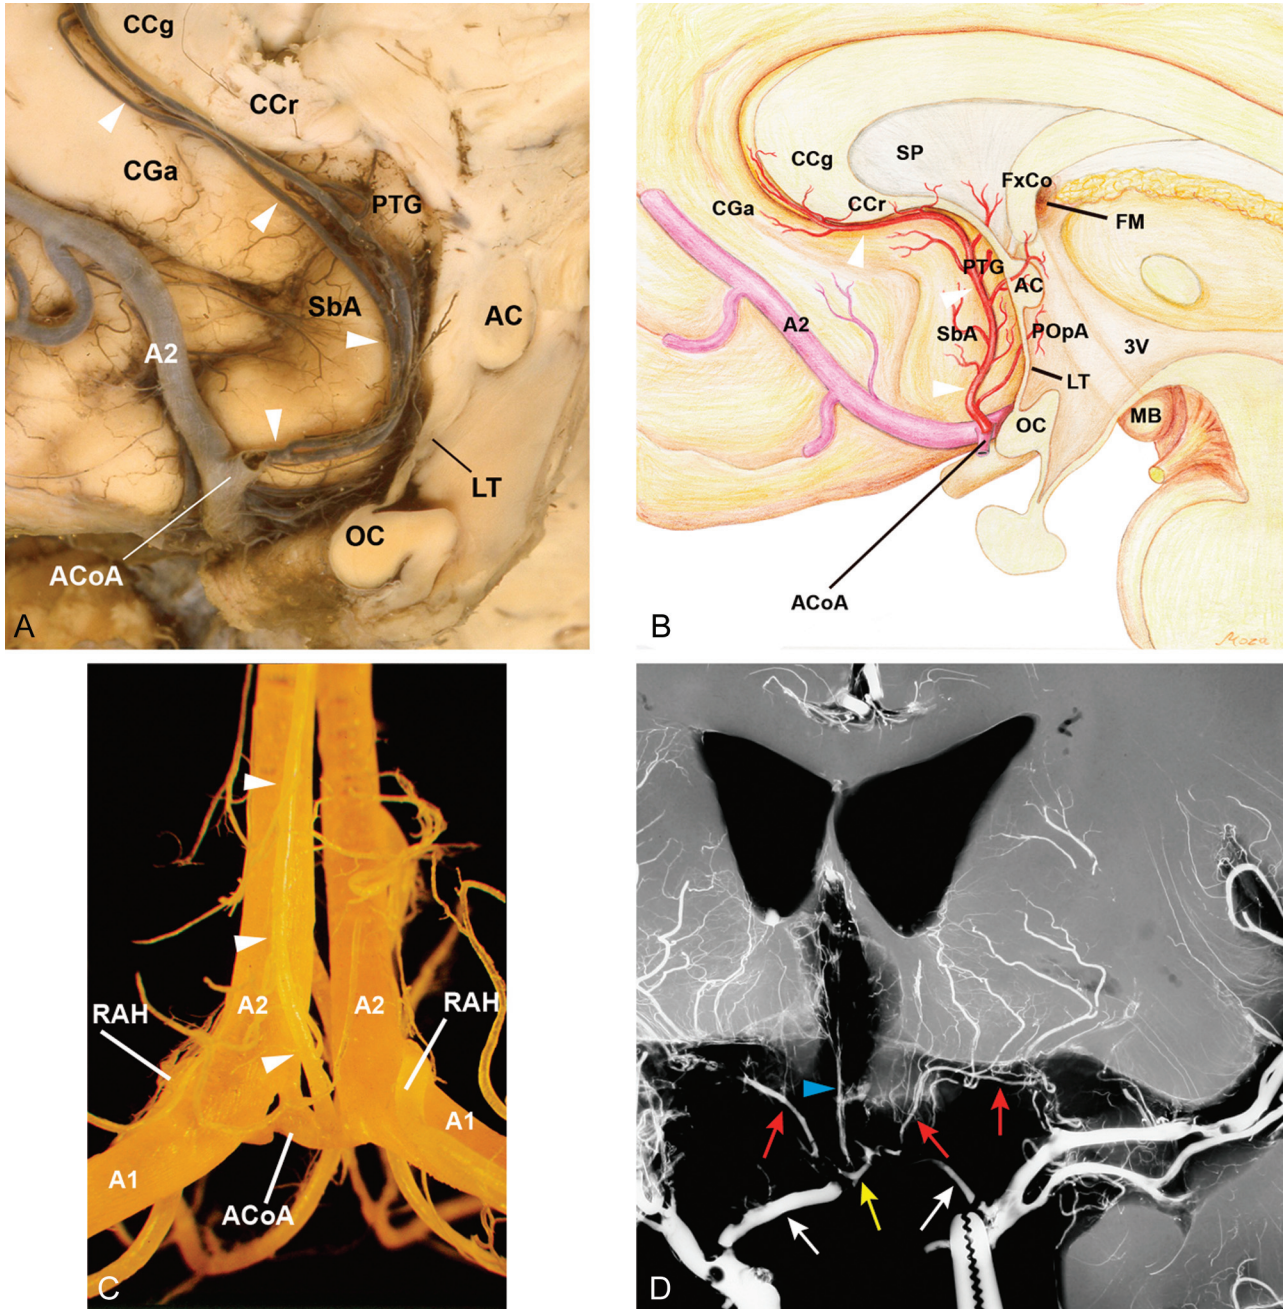 CCg
CCr
CGa
PTG
SbA
AC
A2
LT
OC
ACoA
A
CCg
SP
FxCo
CGa
CCr
FM
PTG
AC
A2
SbA
POpA
3V
LT
OC
MB
ACoA
B
Moza
RAH
A2
A2
RAH
A1
A1
ACoA
C
D